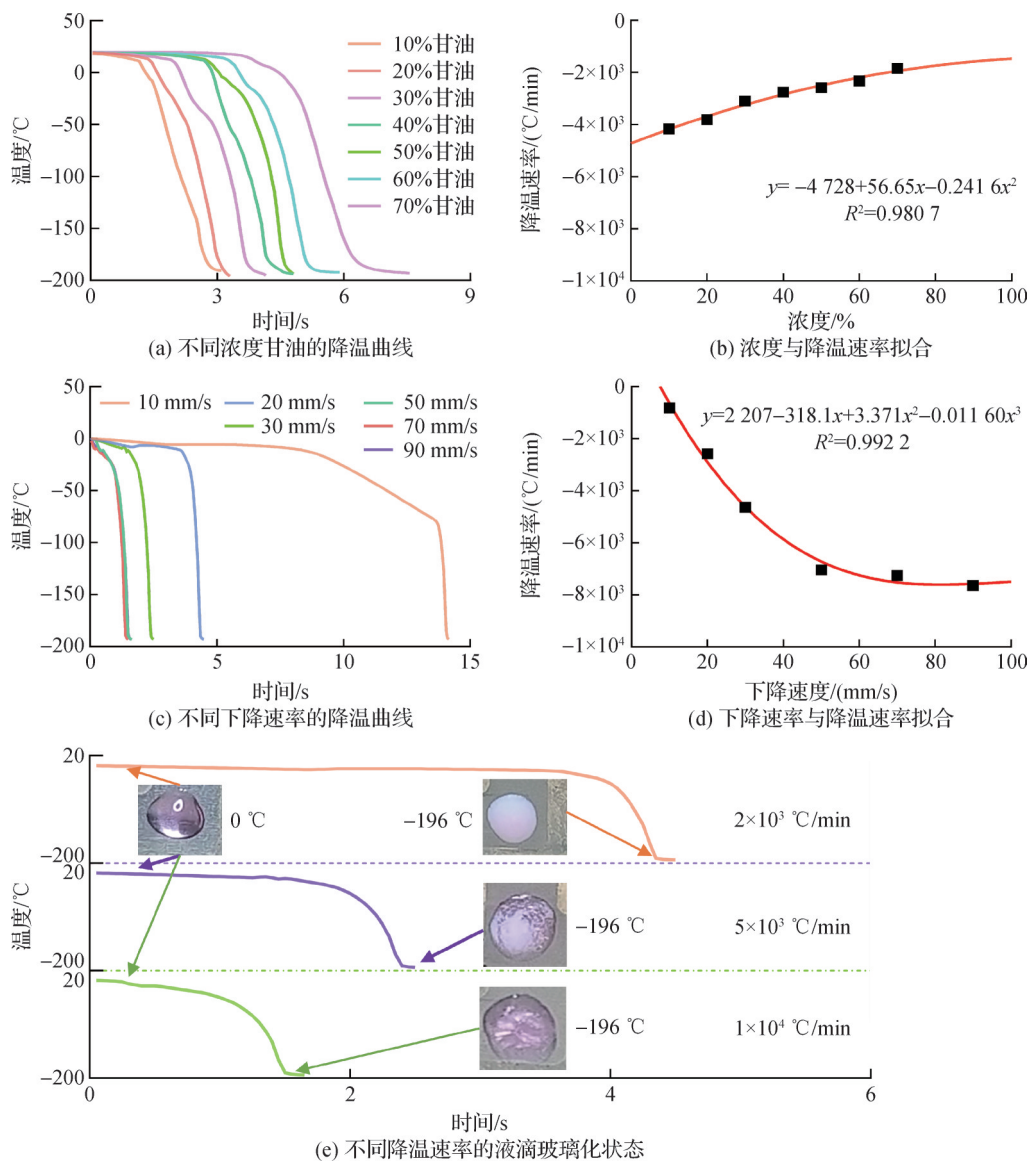 50
0
−50
−100
−150
−200
0
3
6
9
温度/℃
时间/s
10%甘油
20%甘油
30%甘油
40%甘油
50%甘油
60%甘油
70%甘油
(a) 不同浓度甘油的降温曲线
0
−2×10³
−4×10³
−6×10³
−8×10³
−1×10⁴
0
20
40
60
80
100
降温速率/(℃/min)
浓度/%
y= −4 728+56.65x−0.241 6x²
R²=0.980 7
(b) 浓度与降温速率拟合
50
0
−50
−100
−150
−200
0
5
10
15
温度/℃
时间/s
10 mm/s
20 mm/s
50 mm/s
30 mm/s
70 mm/s
90 mm/s
(c) 不同下降速率的降温曲线
0
−2×10³
−4×10³
−6×10³
−8×10³
−1×10⁴
0
20
40
60
80
100
降温速率/(℃/min)
下降速度/(mm/s)
y=2 207−318.1x+3.371x²−0.011 60x³
R²=0.992 2
(d) 下降速率与降温速率拟合
20
−200
20
−200
20
−200
温度/℃
0 ℃
−196 ℃
2×10³ ℃/min
−196 ℃
5×10³ ℃/min
−196 ℃
1×10⁴ ℃/min
0
2
4
6
时间/s
(e) 不同降温速率的液滴玻璃化状态